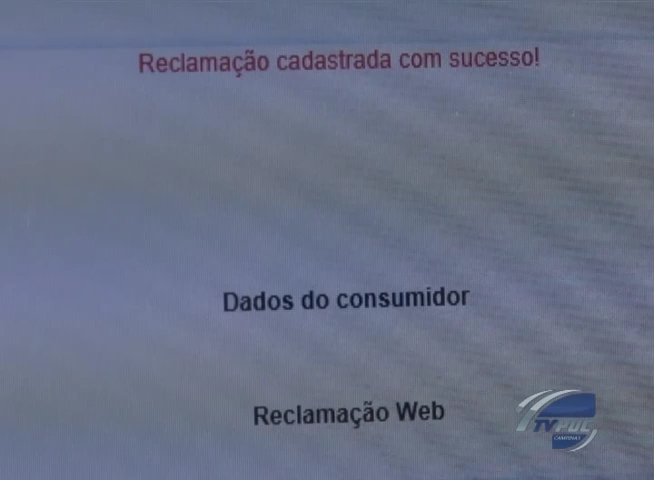 Reclamação cadastrada com sucesso!
Dados do consumidor
Reclamação Web
TV PUC
CAMPINAS